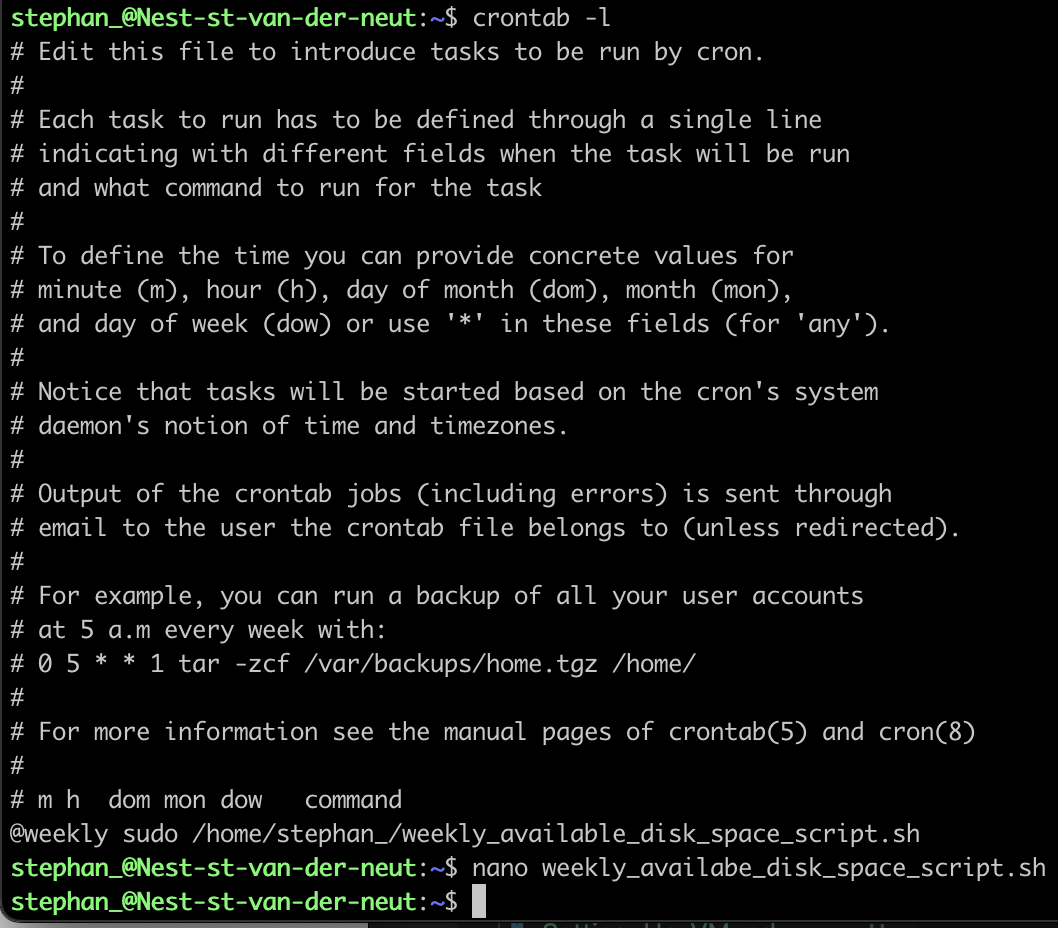 stephan_@Nest-st-van-der-neut:~$ crontab -l
# Edit this file to introduce tasks to be run by cron.
#
# Each task to run has to be defined through a single line
# indicating with different fields when the task will be run
# and what command to run for the task
#
# To define the time you can provide concrete values for
# minute (m), hour (h), day of month (dom), month (mon),
# and day of week (dow) or use '*' in these fields (for 'any').
#
# Notice that tasks will be started based on the cron's system
# daemon's notion of time and timezones.
#
# Output of the crontab jobs (including errors) is sent through
# email to the user the crontab file belongs to (unless redirected).
#
# For example, you can run a backup of all your user accounts
# at 5 a.m every week with:
# 0 5 * * 1 tar -zcf /var/backups/home.tgz /home/
#
# For more information see the manual pages of crontab(5) and cron(8)
#
# m h  dom mon dow   command
@weekly sudo /home/stephan_/weekly_available_disk_space_script.sh
stephan_@Nest-st-van-der-neut:~$ nano weekly_availabe_disk_space_script.sh
stephan_@Nest-st-van-der-neut:~$